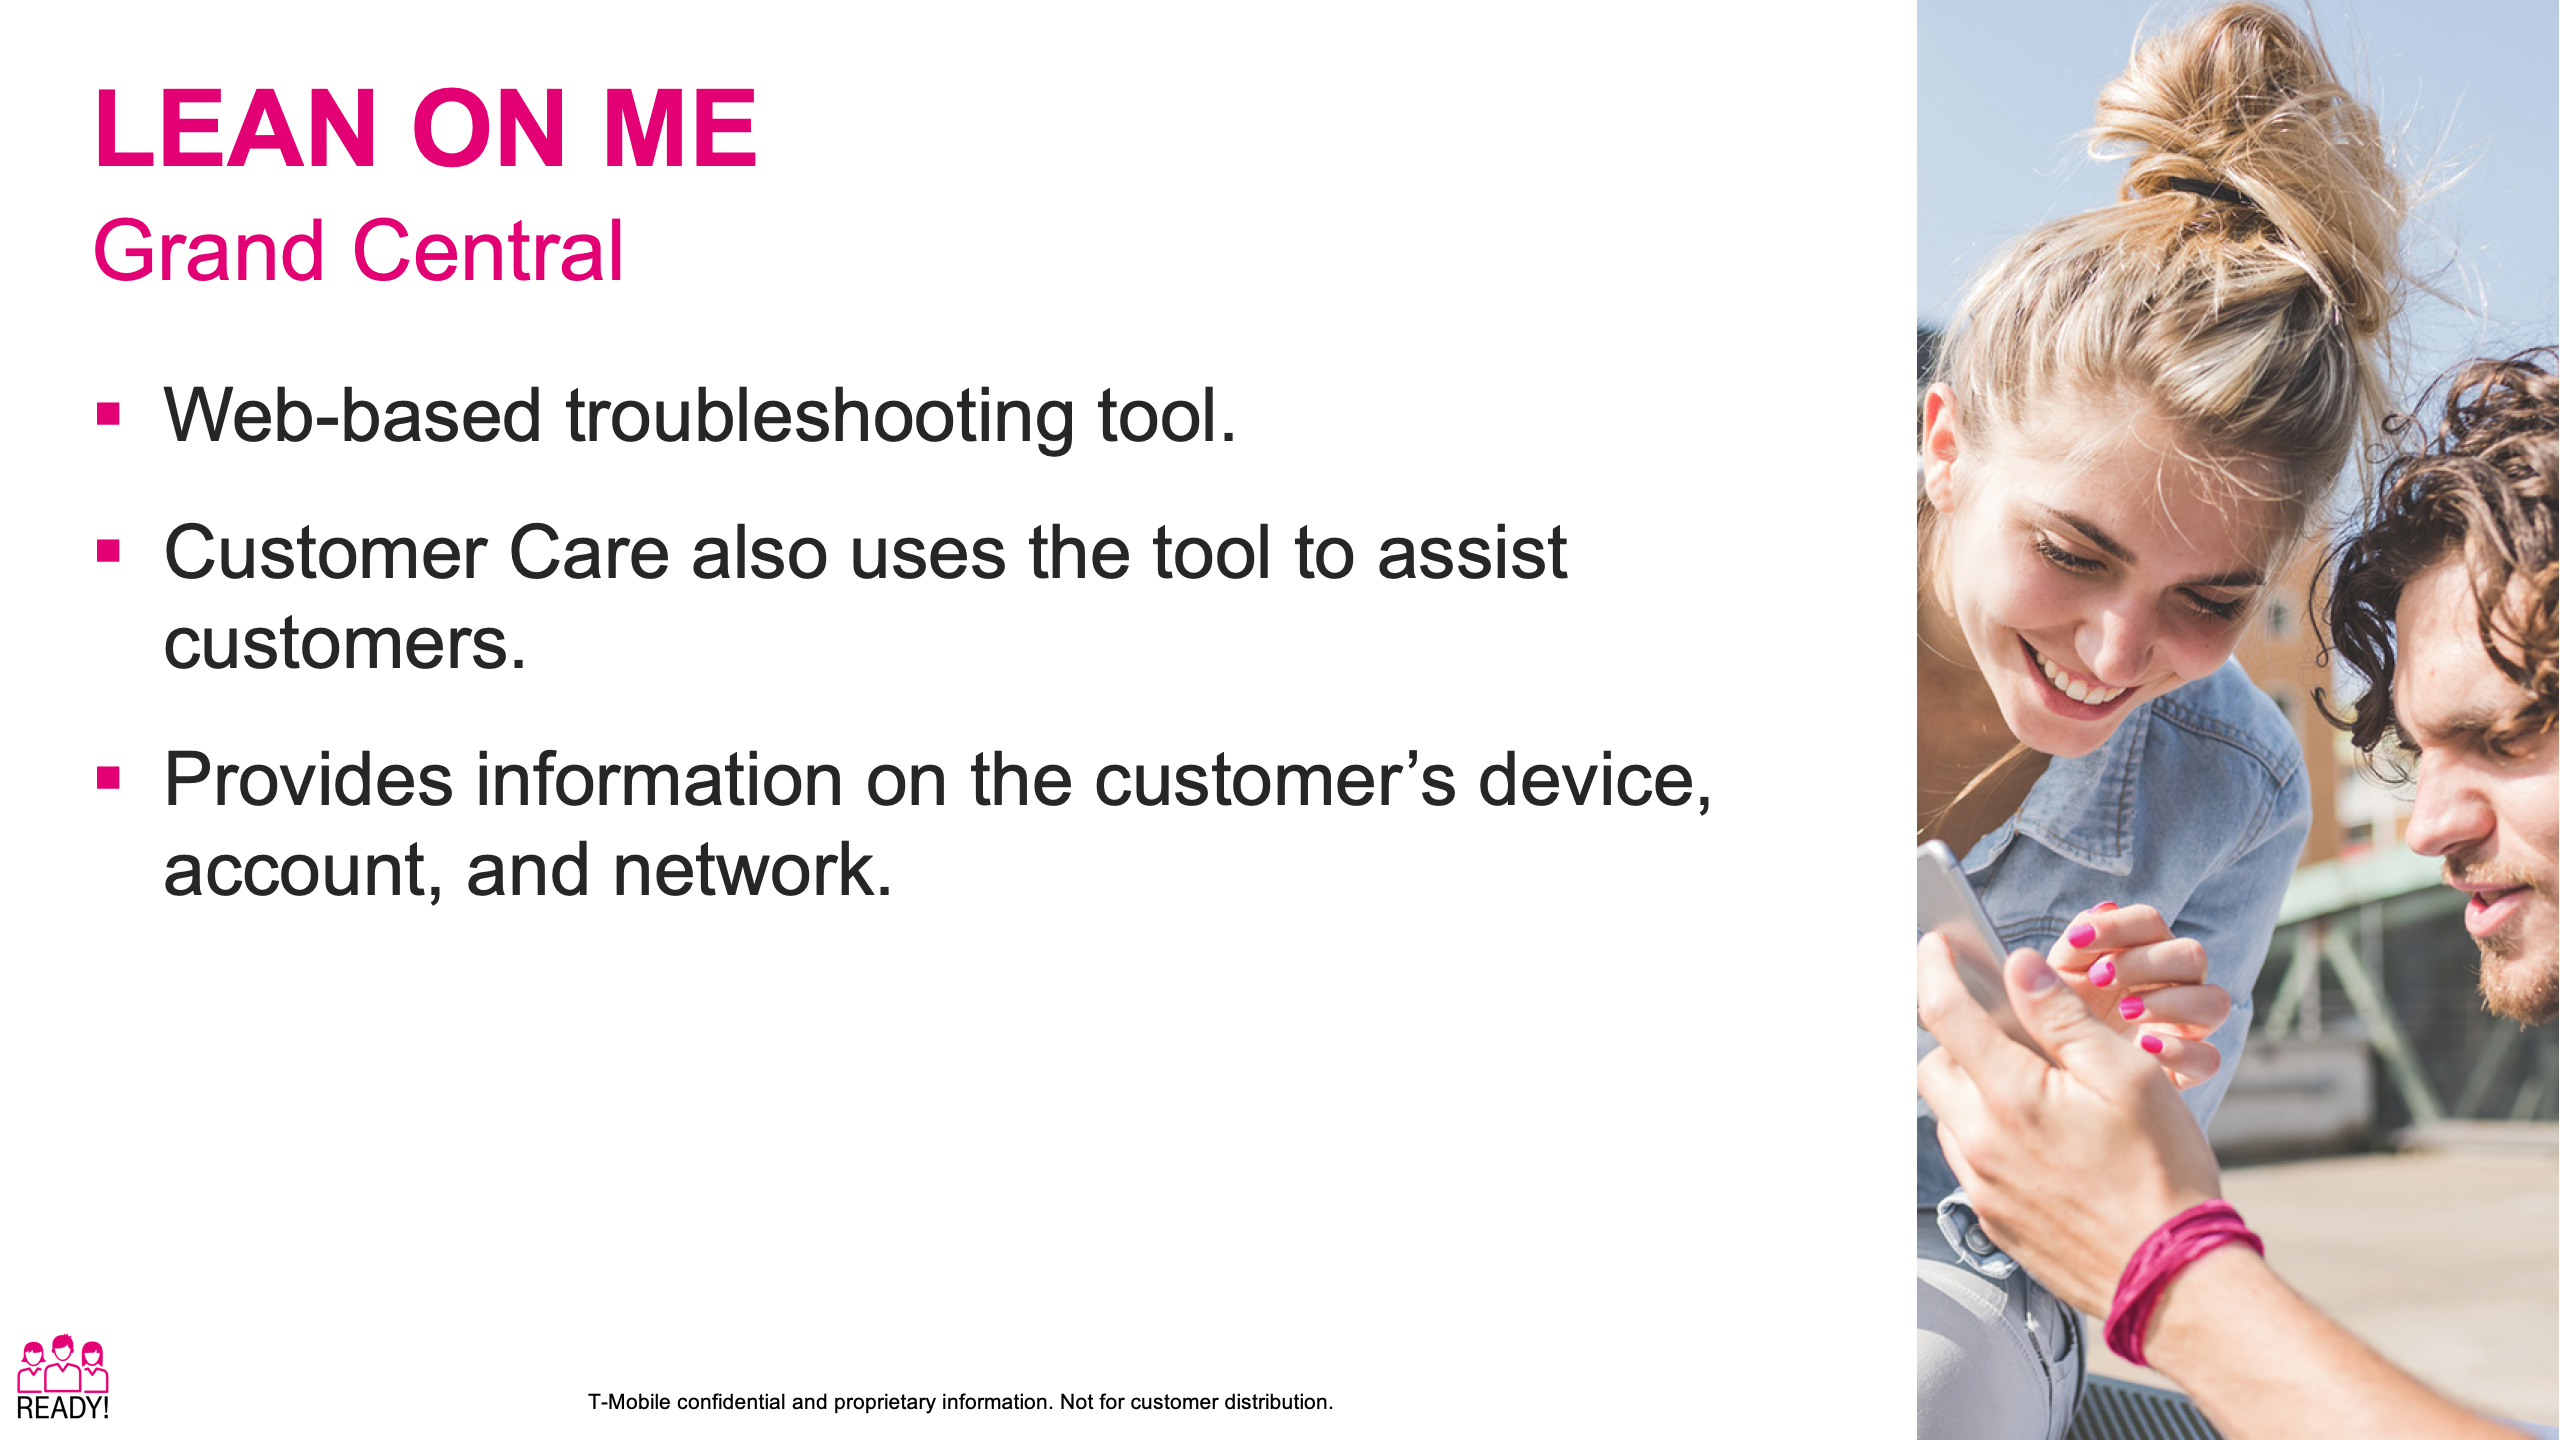 LEAN ON ME
Grand Central
▪ Web-based troubleshooting tool.
▪ Customer Care also uses the tool to assist
customers.
▪ Provides information on the customer’s device,
account, and network.
READY!
T-Mobile confidential and proprietary information. Not for customer distribution.